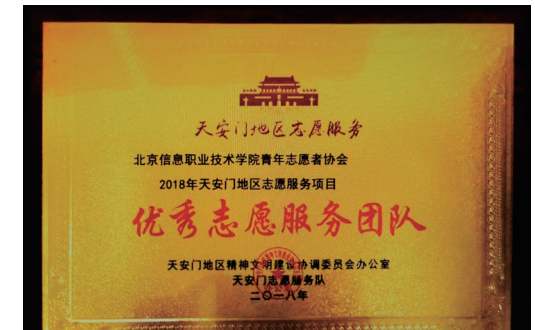 天安门地区志愿服务
北京信息职业技术学院青年志愿者协会
2018年天安门地区志愿服务项目
优秀志愿服务团队
天安门地区精神文明建设协调委员会办公室
天安门志愿服务队
二〇一八年